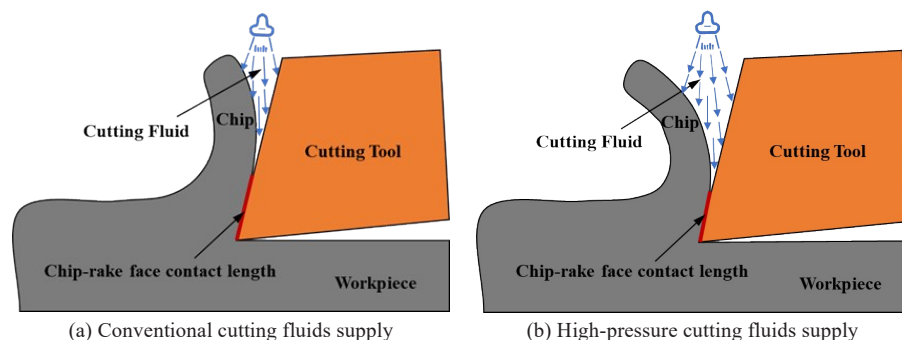 Chip
Cutting Fluid
Cutting Tool
Chip-rake face contact length
Workpiece
(a) Conventional cutting fluids supply
Chip
Cutting Fluid
Cutting Tool
Chip-rake face contact length
Workpiece
(b) High-pressure cutting fluids supply